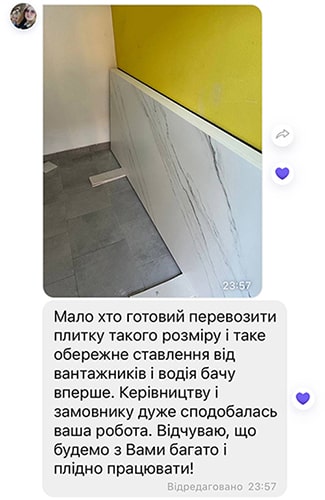 23:57
Мало хто готовий перевозити
плитку такого розміру і таке
обережне ставлення від
вантажників і водія бачу
вперше. Керівництву і
замовнику дуже сподобалась
ваша робота. Відчуваю, що
будемо з Вами багато і
плідно працювати!
Відредаговано 23:57